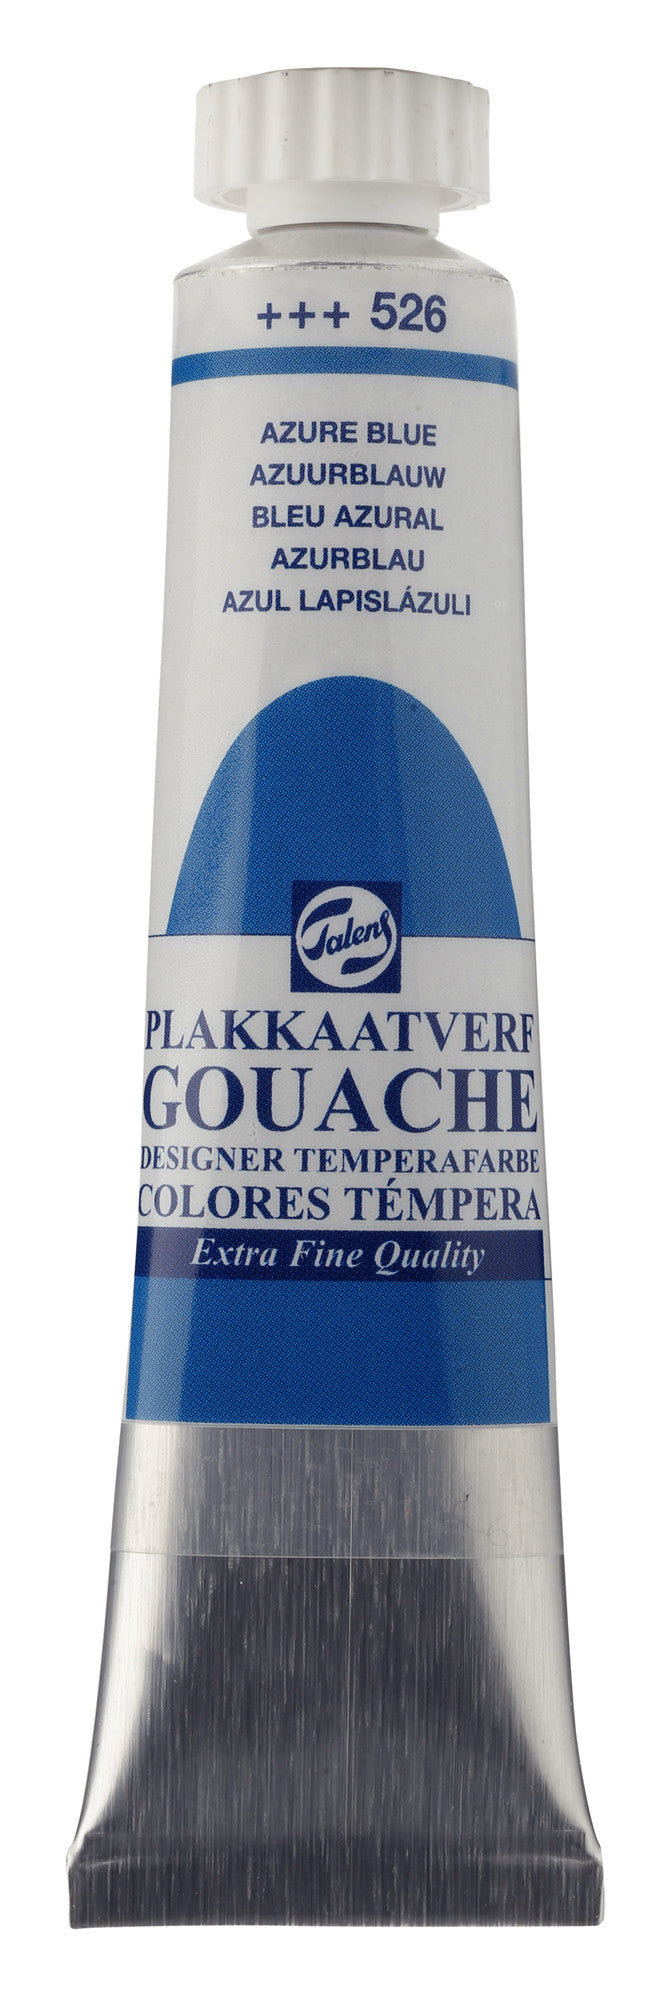 +++ 526
AZURE BLUE
AZUURBLAUW
BLEU AZURAL
AZURBLAU
AZUL LAPISLÁZULI
Talens
PLAKKAATVERF
GOUACHE
DESIGNER TEMPERAFARBE
COLORES TÉMPERA
Extra Fine Quality